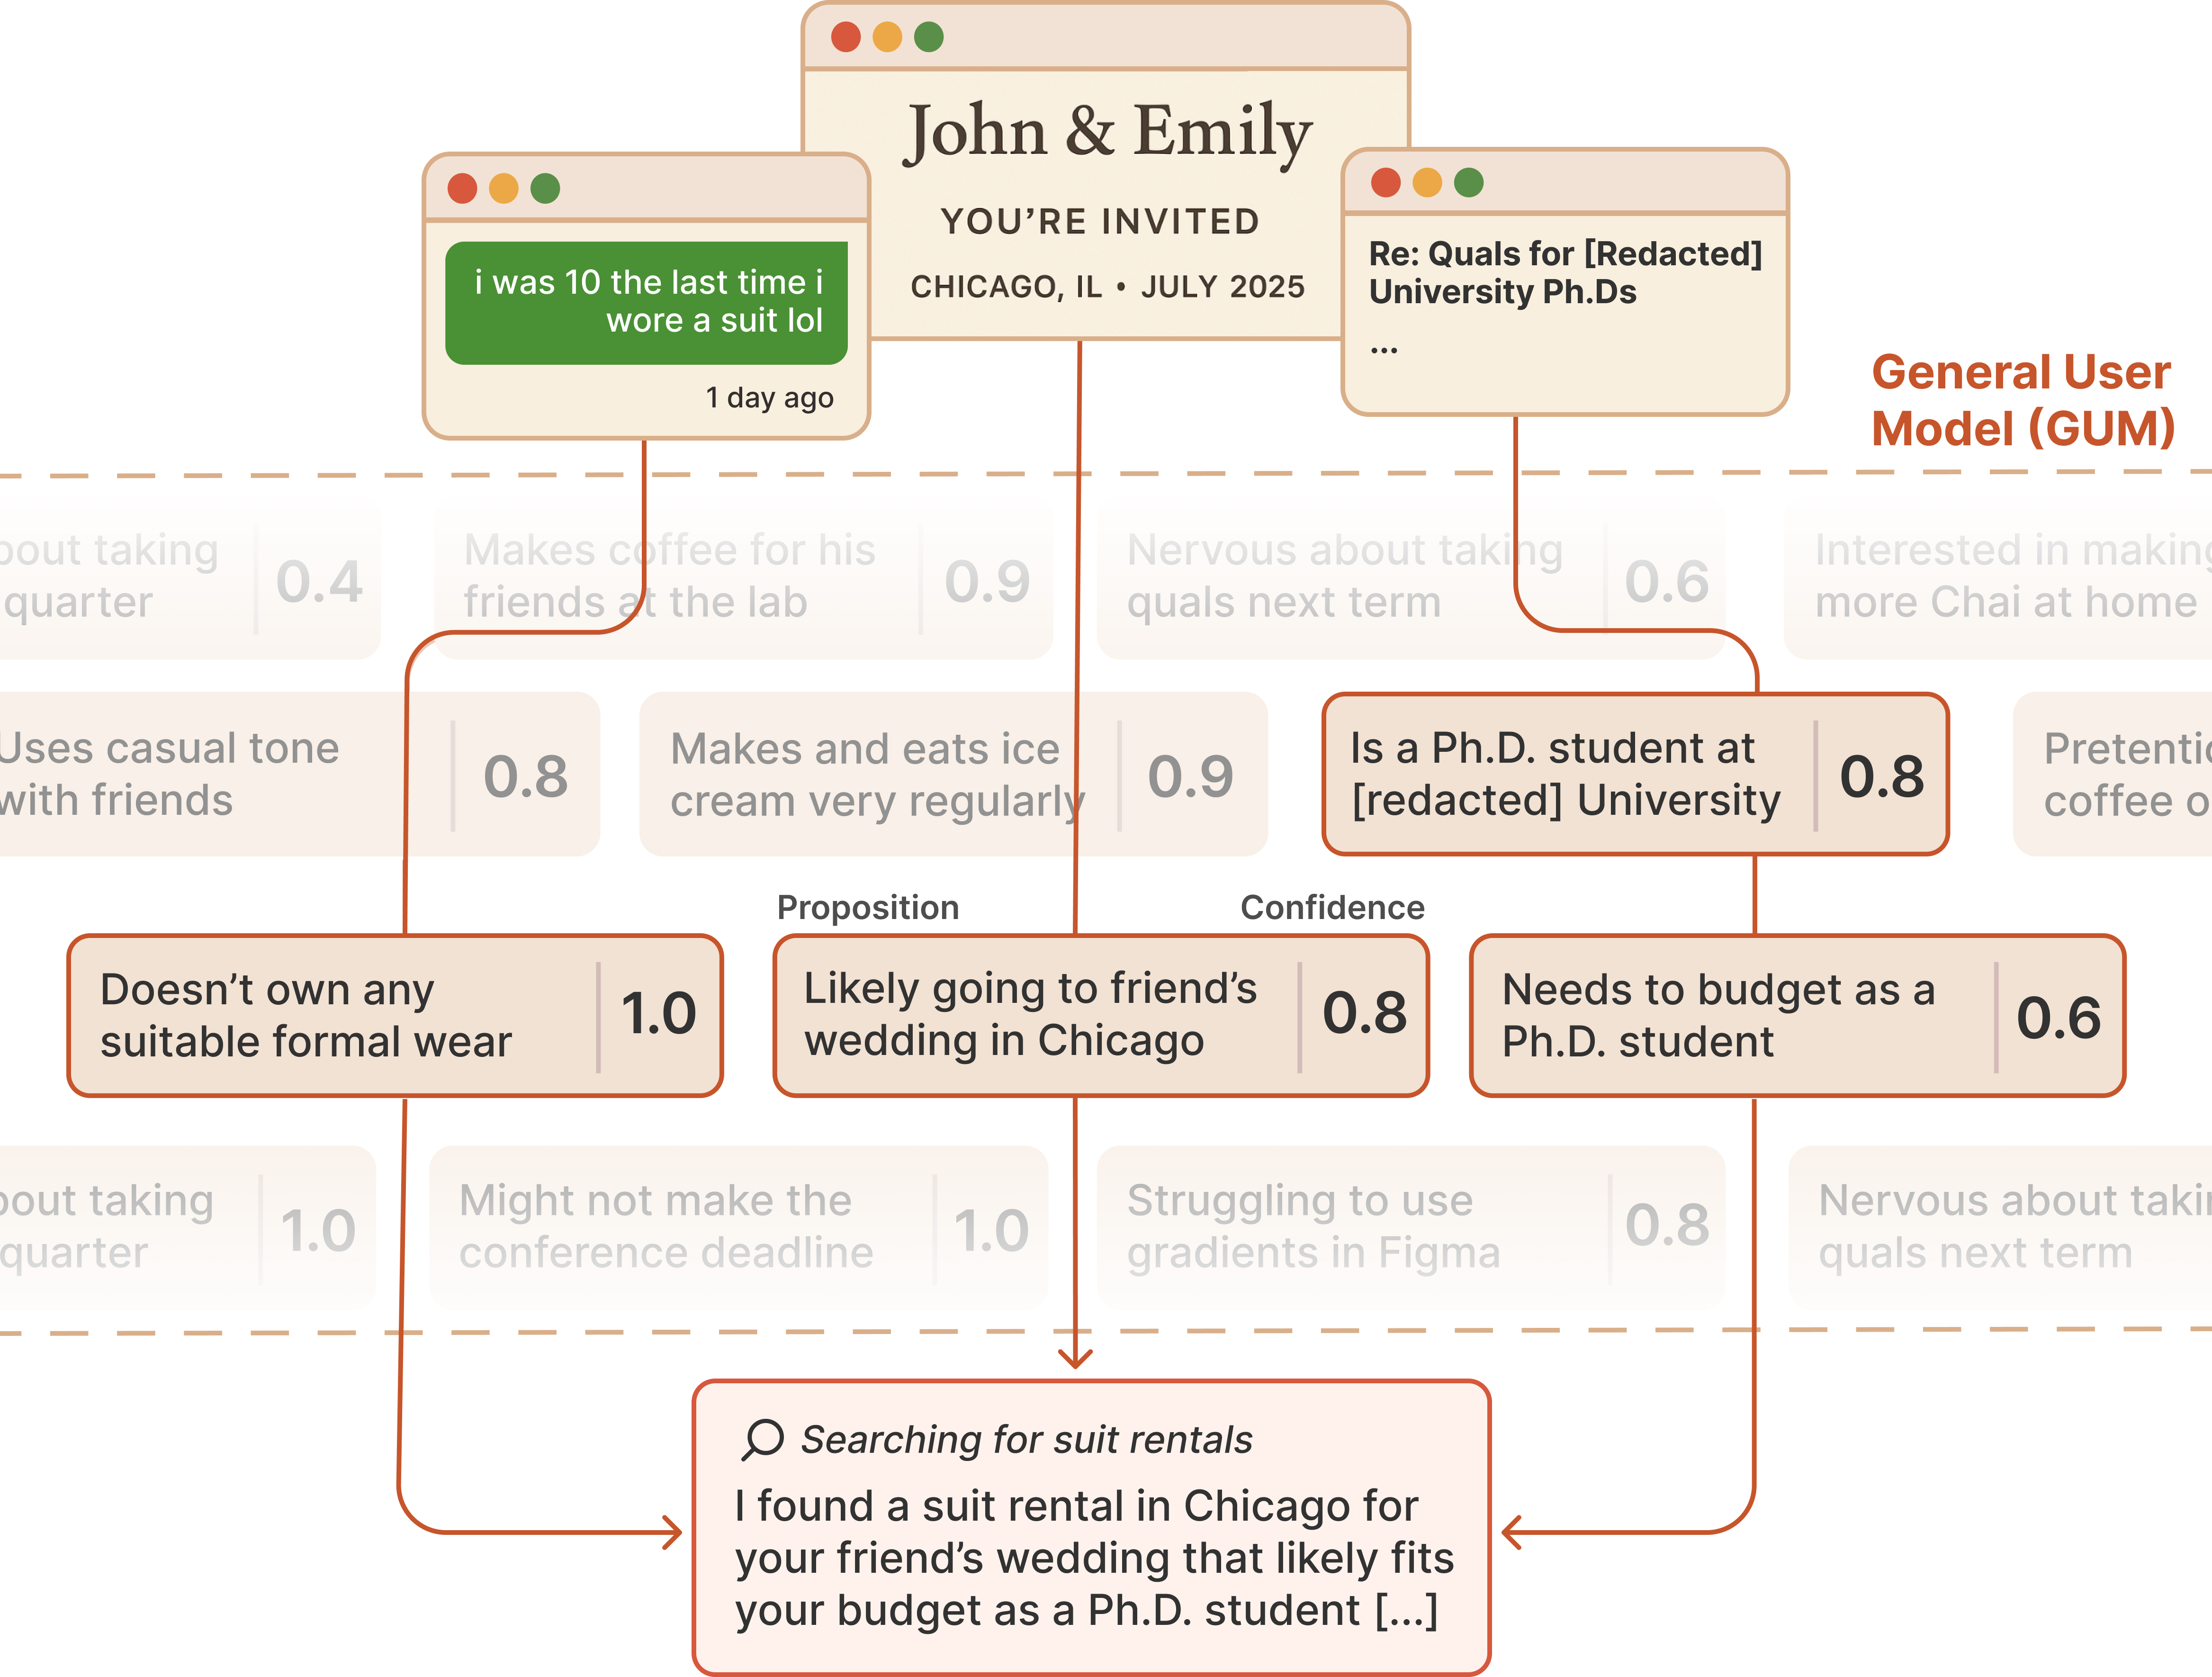 John & Emily
YOU’RE INVITED
CHICAGO, IL • JULY 2025
i was 10 the last time i
wore a suit lol
1 day ago
Re: Quals for [Redacted]
University Ph.Ds
...
General User
Model (GUM)
bout taking
quarter
0.4
Makes coffee for his
friends at the lab
0.9
Nervous about taking
quals next term
0.6
Interested in making
more Chai at home
Uses casual tone
with friends
0.8
Makes and eats ice
cream very regularly
0.9
Is a Ph.D. student at
[redacted] University
0.8
coffee
Proposition
Confidence
Doesn’t own any
suitable formal wear
1.0
Likely going to friend’s
wedding in Chicago
0.8
Needs to budget as a
Ph.D. student
0.6
bout taking
quarter
1.0
Might not make the
conference deadline
1.0
Struggling to use
gradients in Figma
0.8
Nervous about
quals next term
Searching for suit rentals
I found a suit rental in Chicago for
your friend’s wedding that likely fits
your budget as a Ph.D. student [...]